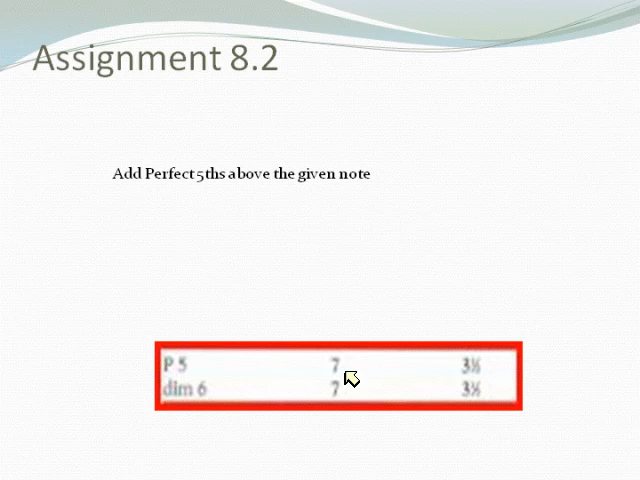 Assignment 8.2
Add Perfect 5ths above the given note
P 5 7 3½
dim 6 7 3½